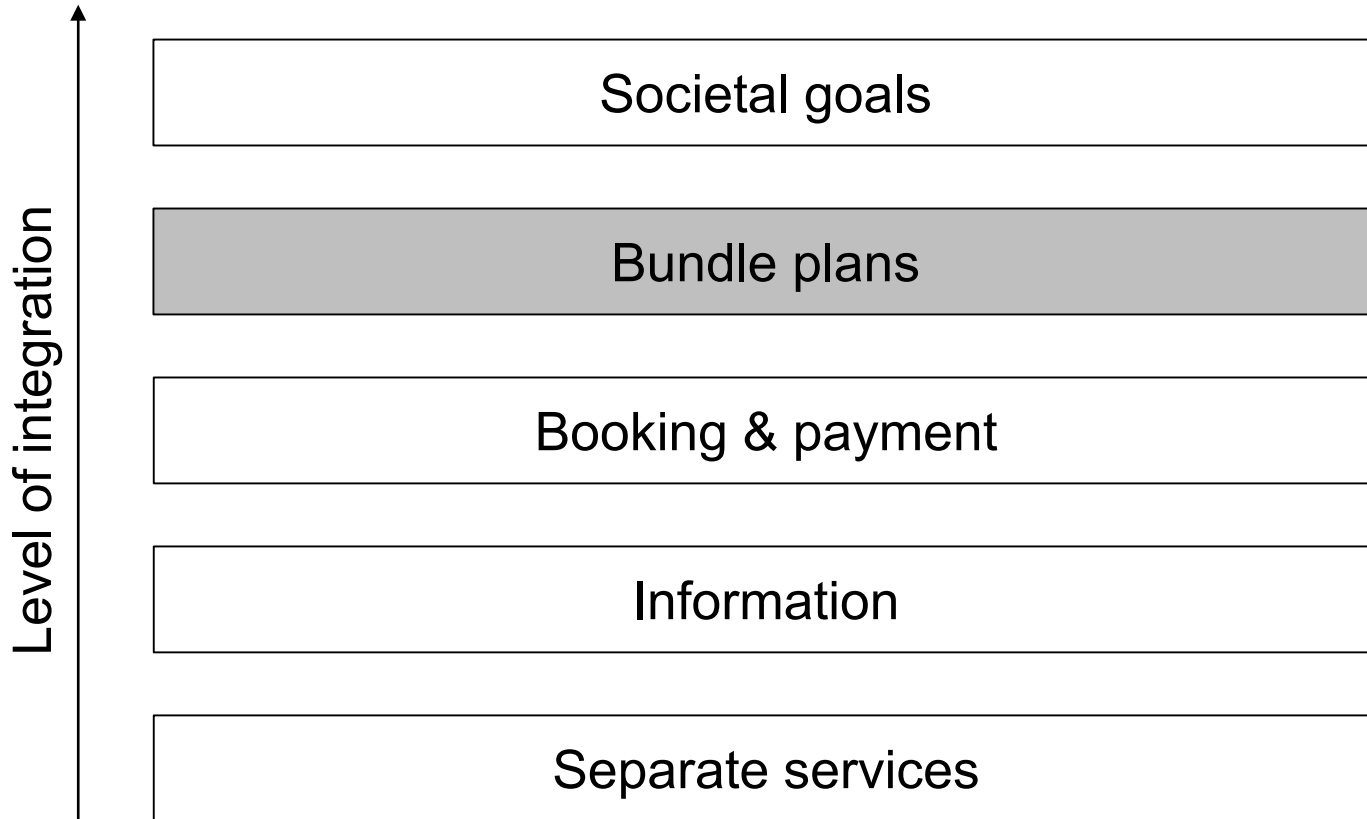 Level of integration
Societal goals
Bundle plans
Booking & payment
Information
Separate services